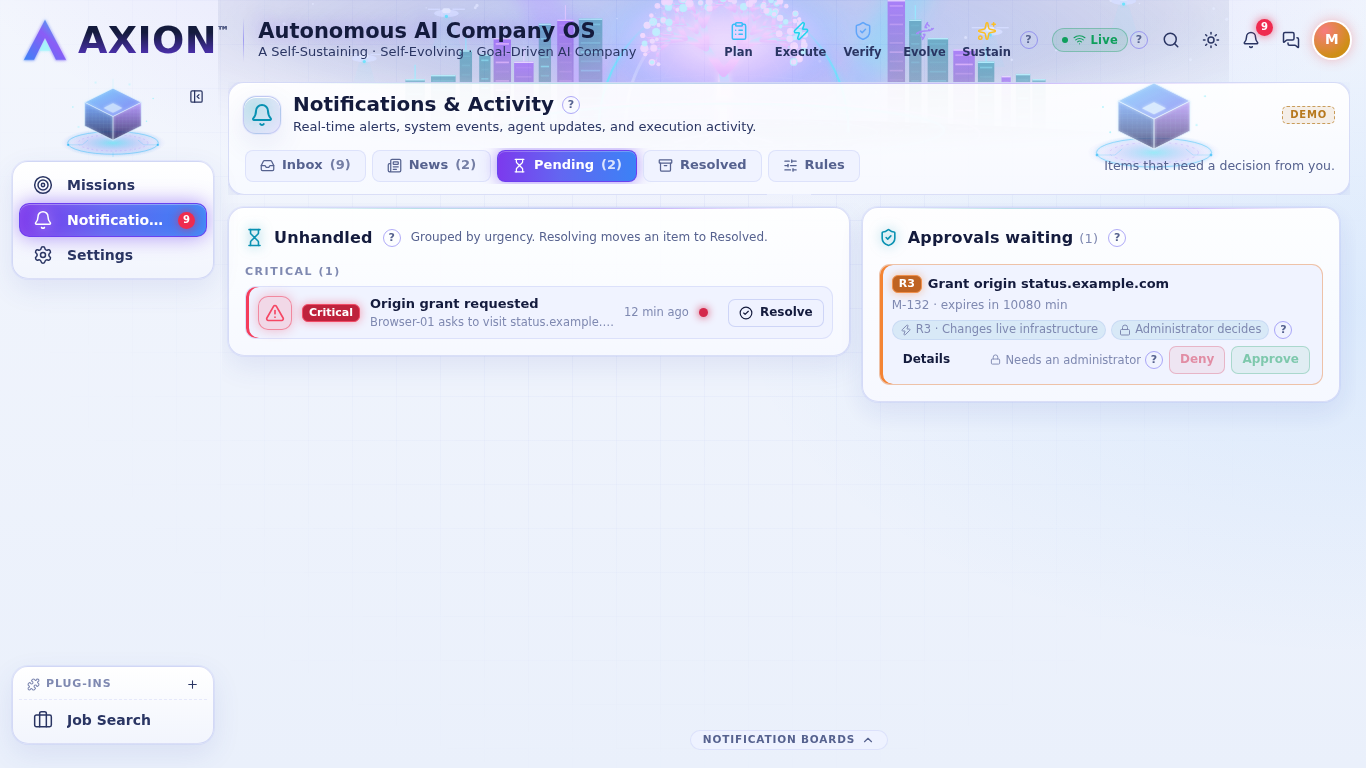 AXION™
Autonomous AI Company OS
A Self-Sustaining · Self-Evolving · Goal-Driven AI Company
Plan Execute Verify Evolve Sustain ?
Live ?
9
M
Missions
Notificatio... 9
Settings
PLUG-INS +
Job Search
Notifications & Activity ?
Real-time alerts, system events, agent updates, and execution activity.
DEMO
Inbox (9) News (2) Pending (2) Resolved Rules
Items that need a decision from you.
Unhandled ? Grouped by urgency. Resolving moves an item to Resolved.
CRITICAL (1)
Critical Origin grant requested
Browser-01 asks to visit status.example.…
12 min ago
Resolve
Approvals waiting (1) ?
R3 Grant origin status.example.com
M-132 · expires in 10080 min
R3 · Changes live infrastructure Administrator decides ?
Details Needs an administrator ? Deny Approve
NOTIFICATION BOARDS